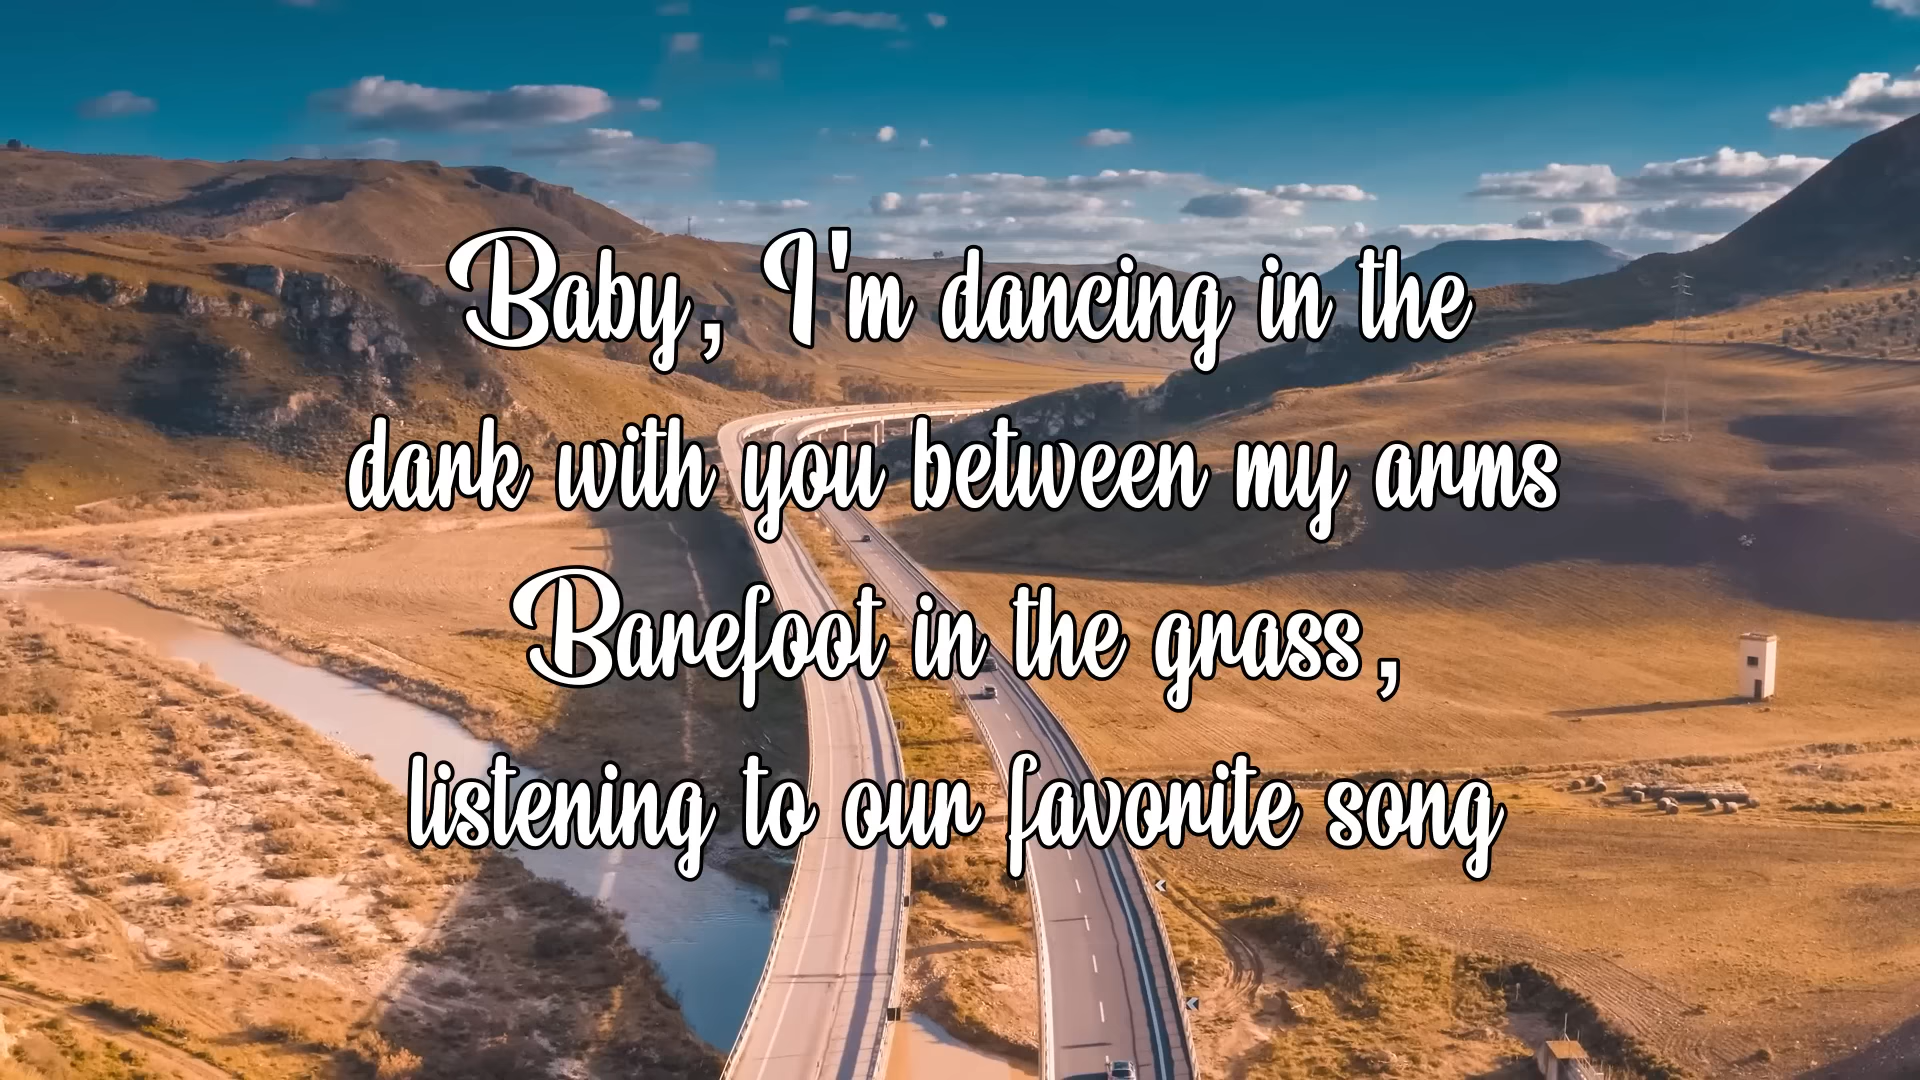 Baby, I'm dancing in the
dark with you between my arms
Barefoot in the grass,
listening to our favorite song